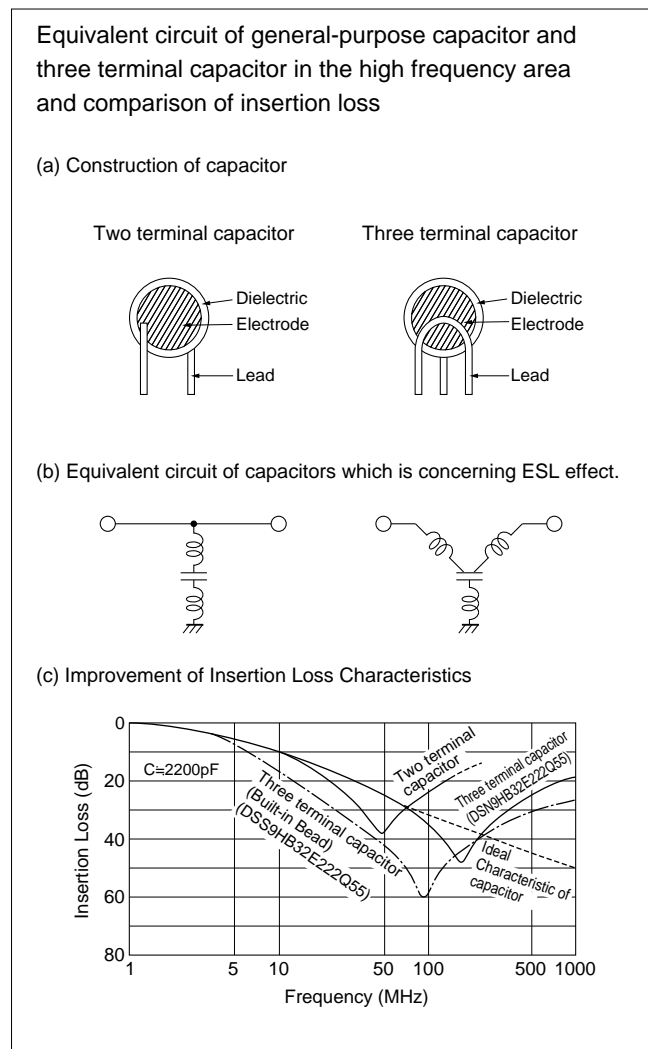 Equivalent circuit of general-purpose capacitor and
three terminal capacitor in the high frequency area
and comparison of insertion loss
(a) Construction of capacitor
Two terminal capacitor
Three terminal capacitor
Dielectric
Electrode
Lead
Dielectric
Electrode
Lead
(b) Equivalent circuit of capacitors which is concerning ESL effect.
(c) Improvement of Insertion Loss Characteristics
Insertion Loss (dB)
0
20
40
60
80
C≒2200pF
Three terminal capacitor
(Built-in Bead)
(DSS9HB32E222Q55)
Two terminal
capacitor
Three terminal capacitor
(DSN9HB32E222Q55)
Ideal
Characteristic of
capacitor
1 5 10 50 100 500 1000
Frequency (MHz)